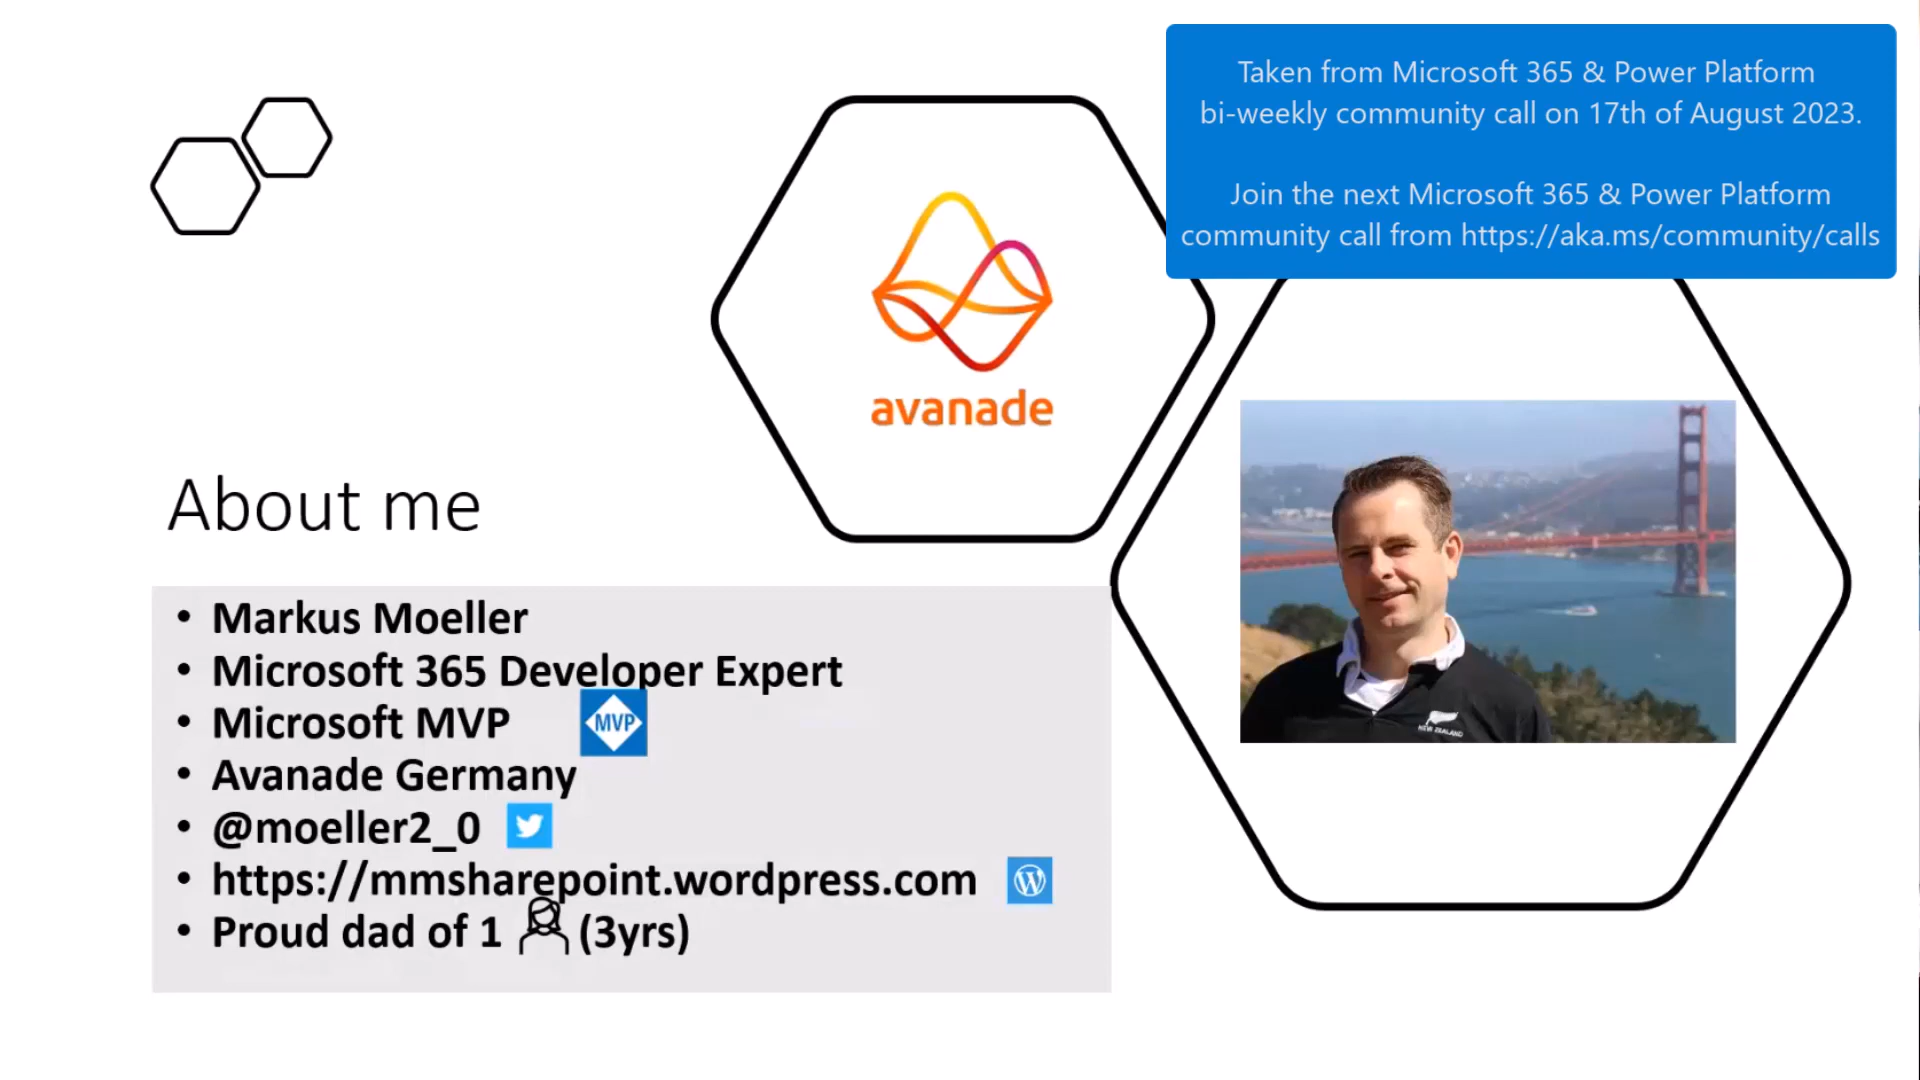 Taken from Microsoft 365 & Power Platform
bi-weekly community call on 17th of August 2023.
Join the next Microsoft 365 & Power Platform
community call from https://aka.ms/community/calls
avanade
About me
• Markus Moeller
• Microsoft 365 Developer Expert
• Microsoft MVP MVP
• Avanade Germany
• @moeller2_0
• https://mmsharepoint.wordpress.com
• Proud dad of 1 (3yrs)
NEW ZEALAND